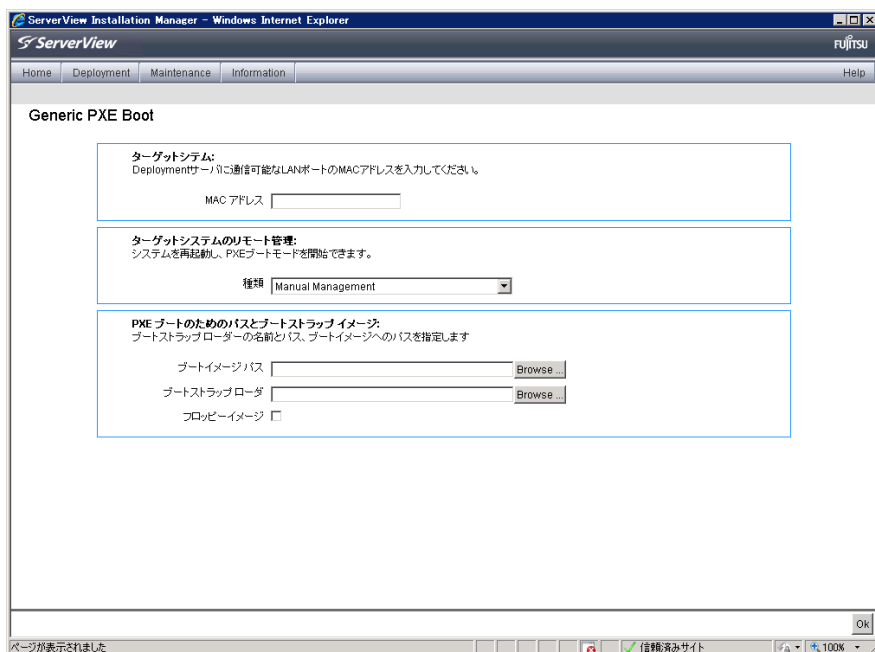 ServerView Installation Manager - Windows Internet Explorer
ServerView
FUJITSU
Home Deployment Maintenance Information Help
Generic PXE Boot
ターゲットシテム:
Deploymentサーバに通信可能なLANポートのMACアドレスを入力してください。
MAC アドレス
ターゲットシステムのリモート管理:
システムを再起動し、PXEブートモードを開始できます。
種類 Manual Management
PXE ブートのためのパスとブートストラップ イメージ:
ブートストラップ ローダーの名前とパス、ブートイメージへのパスを指定します
ブートイメージ パス Browse ...
ブートストラップ ローダ Browse ...
フロッピーイメージ
Ok
ページが表示されました 信頼済みサイト 100%